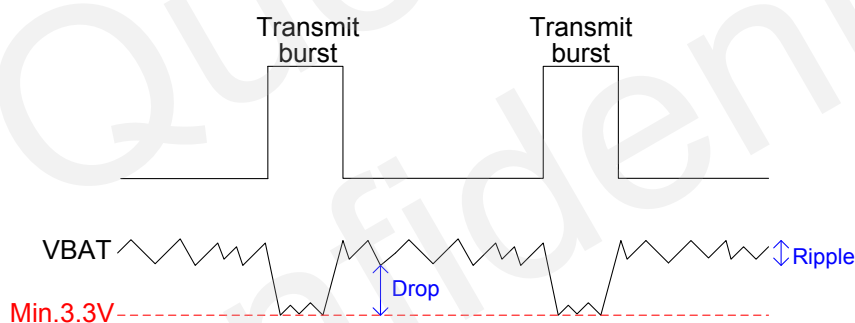 Transmit
burst
Transmit
burst
VBAT
Ripple
Drop
Min.3.3V